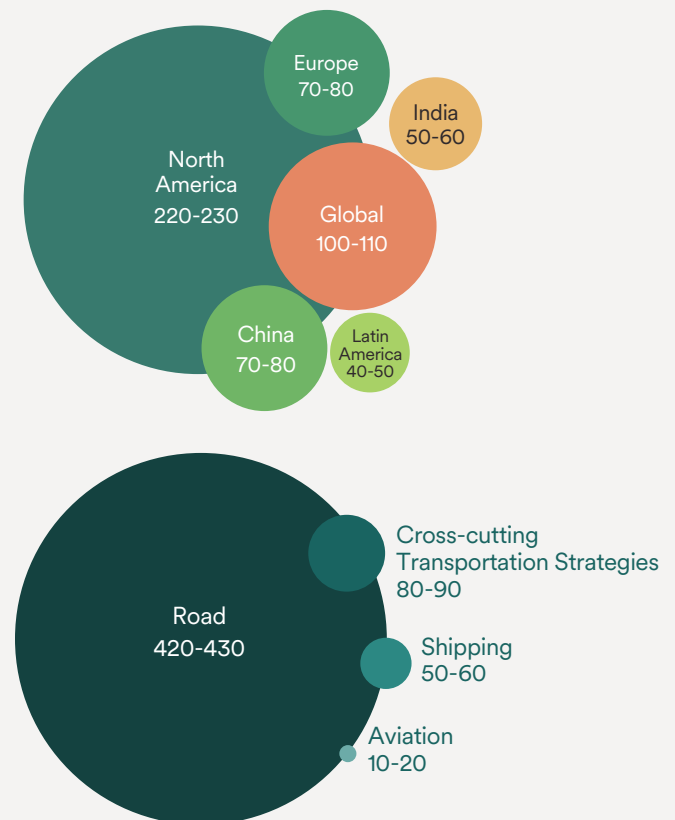 Europe
70-80
India
50-60
North
America
220-230
Global
100-110
China
70-80
Latin
America
40-50
Cross-cutting
Transportation Strategies
80-90
Road
420-430
Shipping
50-60
Aviation
10-20